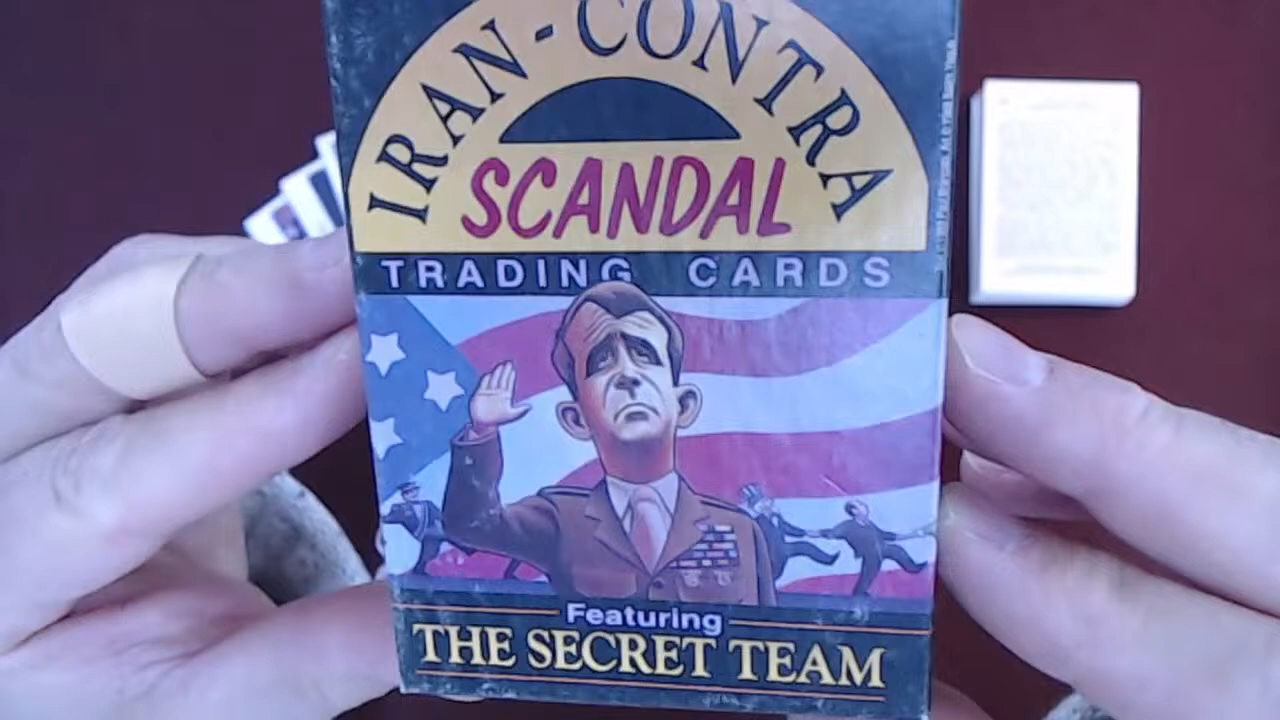 IRAN-CONTRA
SCANDAL
TRADING CARDS
Featuring
THE SECRET TEAM